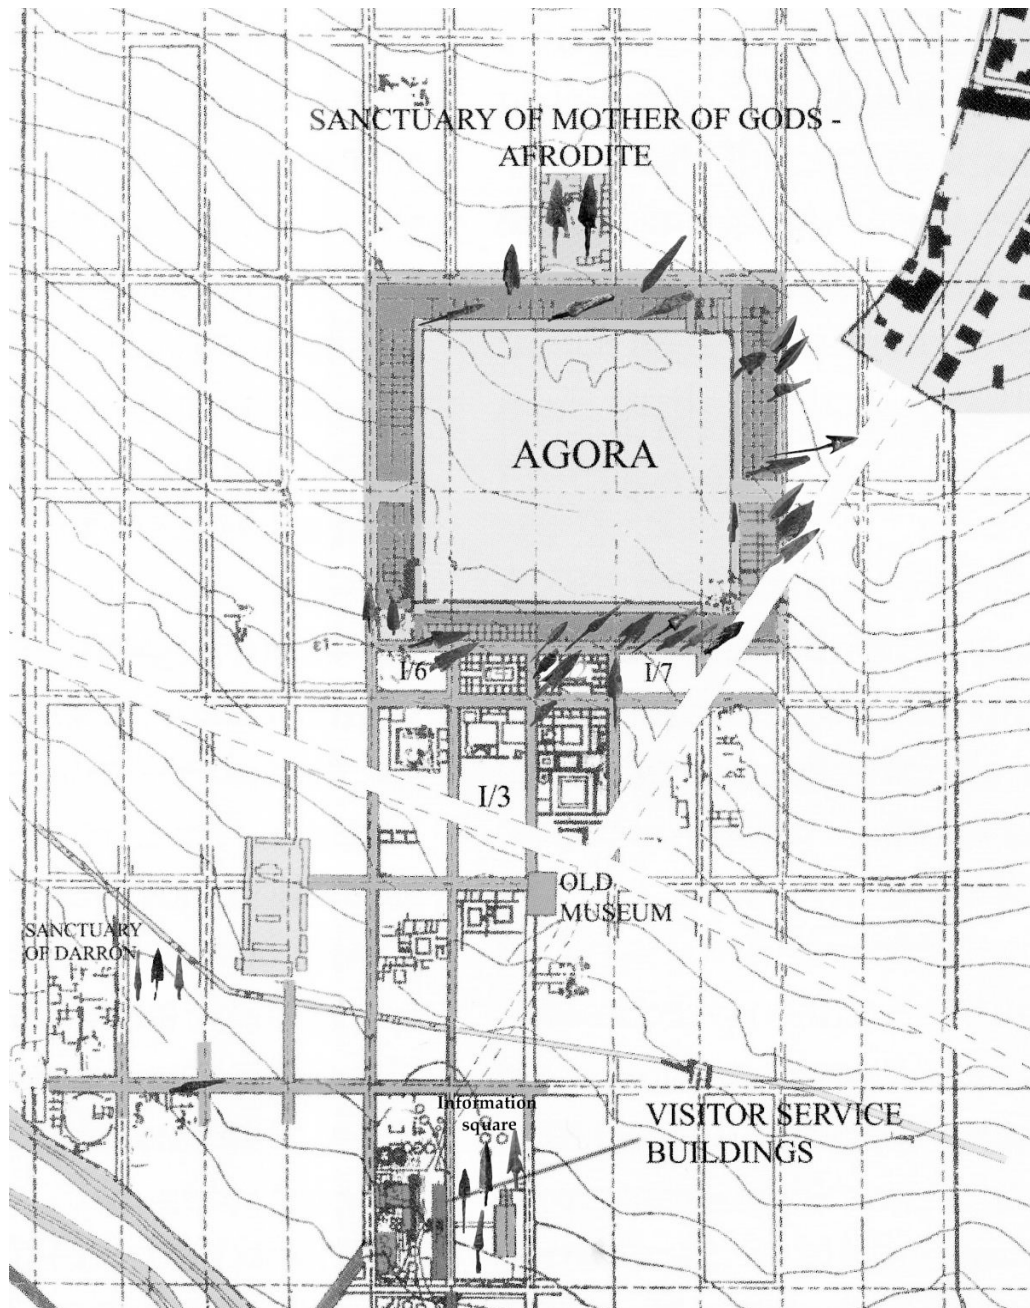 SANCTUARY OF MOTHER OF GODS -
AFRODITE
AGORA
I/6
I/7
I/3
OLD
MUSEUM
SANCTUARY
OF DARRON
Information
square
VISITOR SERVICE
BUILDINGS